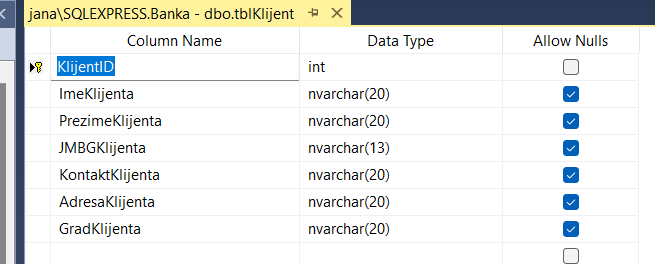 jana\SQLEXPRESS.Banka - dbo.tblKlijent
Column Name Data Type Allow Nulls
KlijentID int
ImeKlijenta nvarchar(20)
PrezimeKlijenta nvarchar(20)
JMBGKlijenta nvarchar(13)
KontaktKlijenta nvarchar(20)
AdresaKlijenta nvarchar(20)
GradKlijenta nvarchar(20)